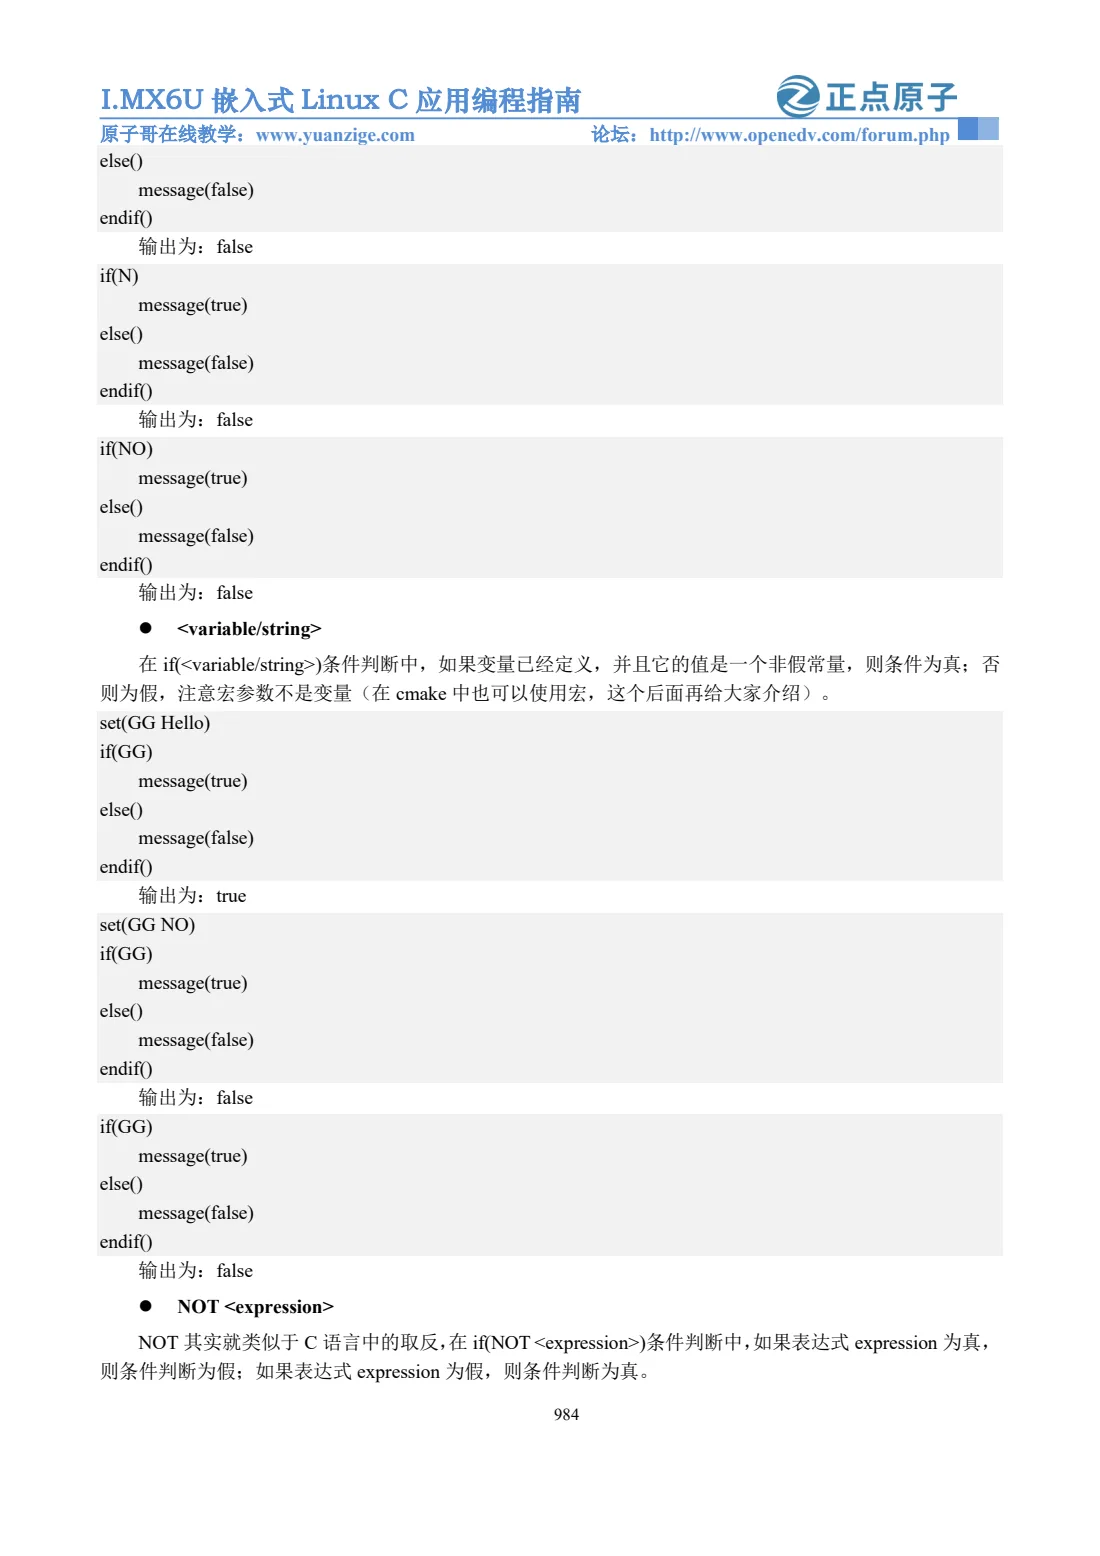 I.MX6U 嵌入式 Linux C 应用编程指南
正点原子
原子哥在线教学：www.yuanzige.com 论坛：http://www.openedv.com/forum.php
else()
message(false)
endif()
输出为：false
if(N)
message(true)
else()
message(false)
endif()
输出为：false
if(NO)
message(true)
else()
message(false)
endif()
输出为：false
● <variable/string>
在 if(<variable/string>)条件判断中，如果变量已经定义，并且它的值是一个非假常量，则条件为真；否
则为假，注意宏参数不是变量（在 cmake 中也可以使用宏，这个后面再给大家介绍）。
set(GG Hello)
if(GG)
message(true)
else()
message(false)
endif()
输出为：true
set(GG NO)
if(GG)
message(true)
else()
message(false)
endif()
输出为：false
if(GG)
message(true)
else()
message(false)
endif()
输出为：false
● NOT <expression>
NOT 其实就类似于 C 语言中的取反，在 if(NOT <expression>)条件判断中，如果表达式 expression 为真，
则条件判断为假；如果表达式 expression 为假，则条件判断为真。
984